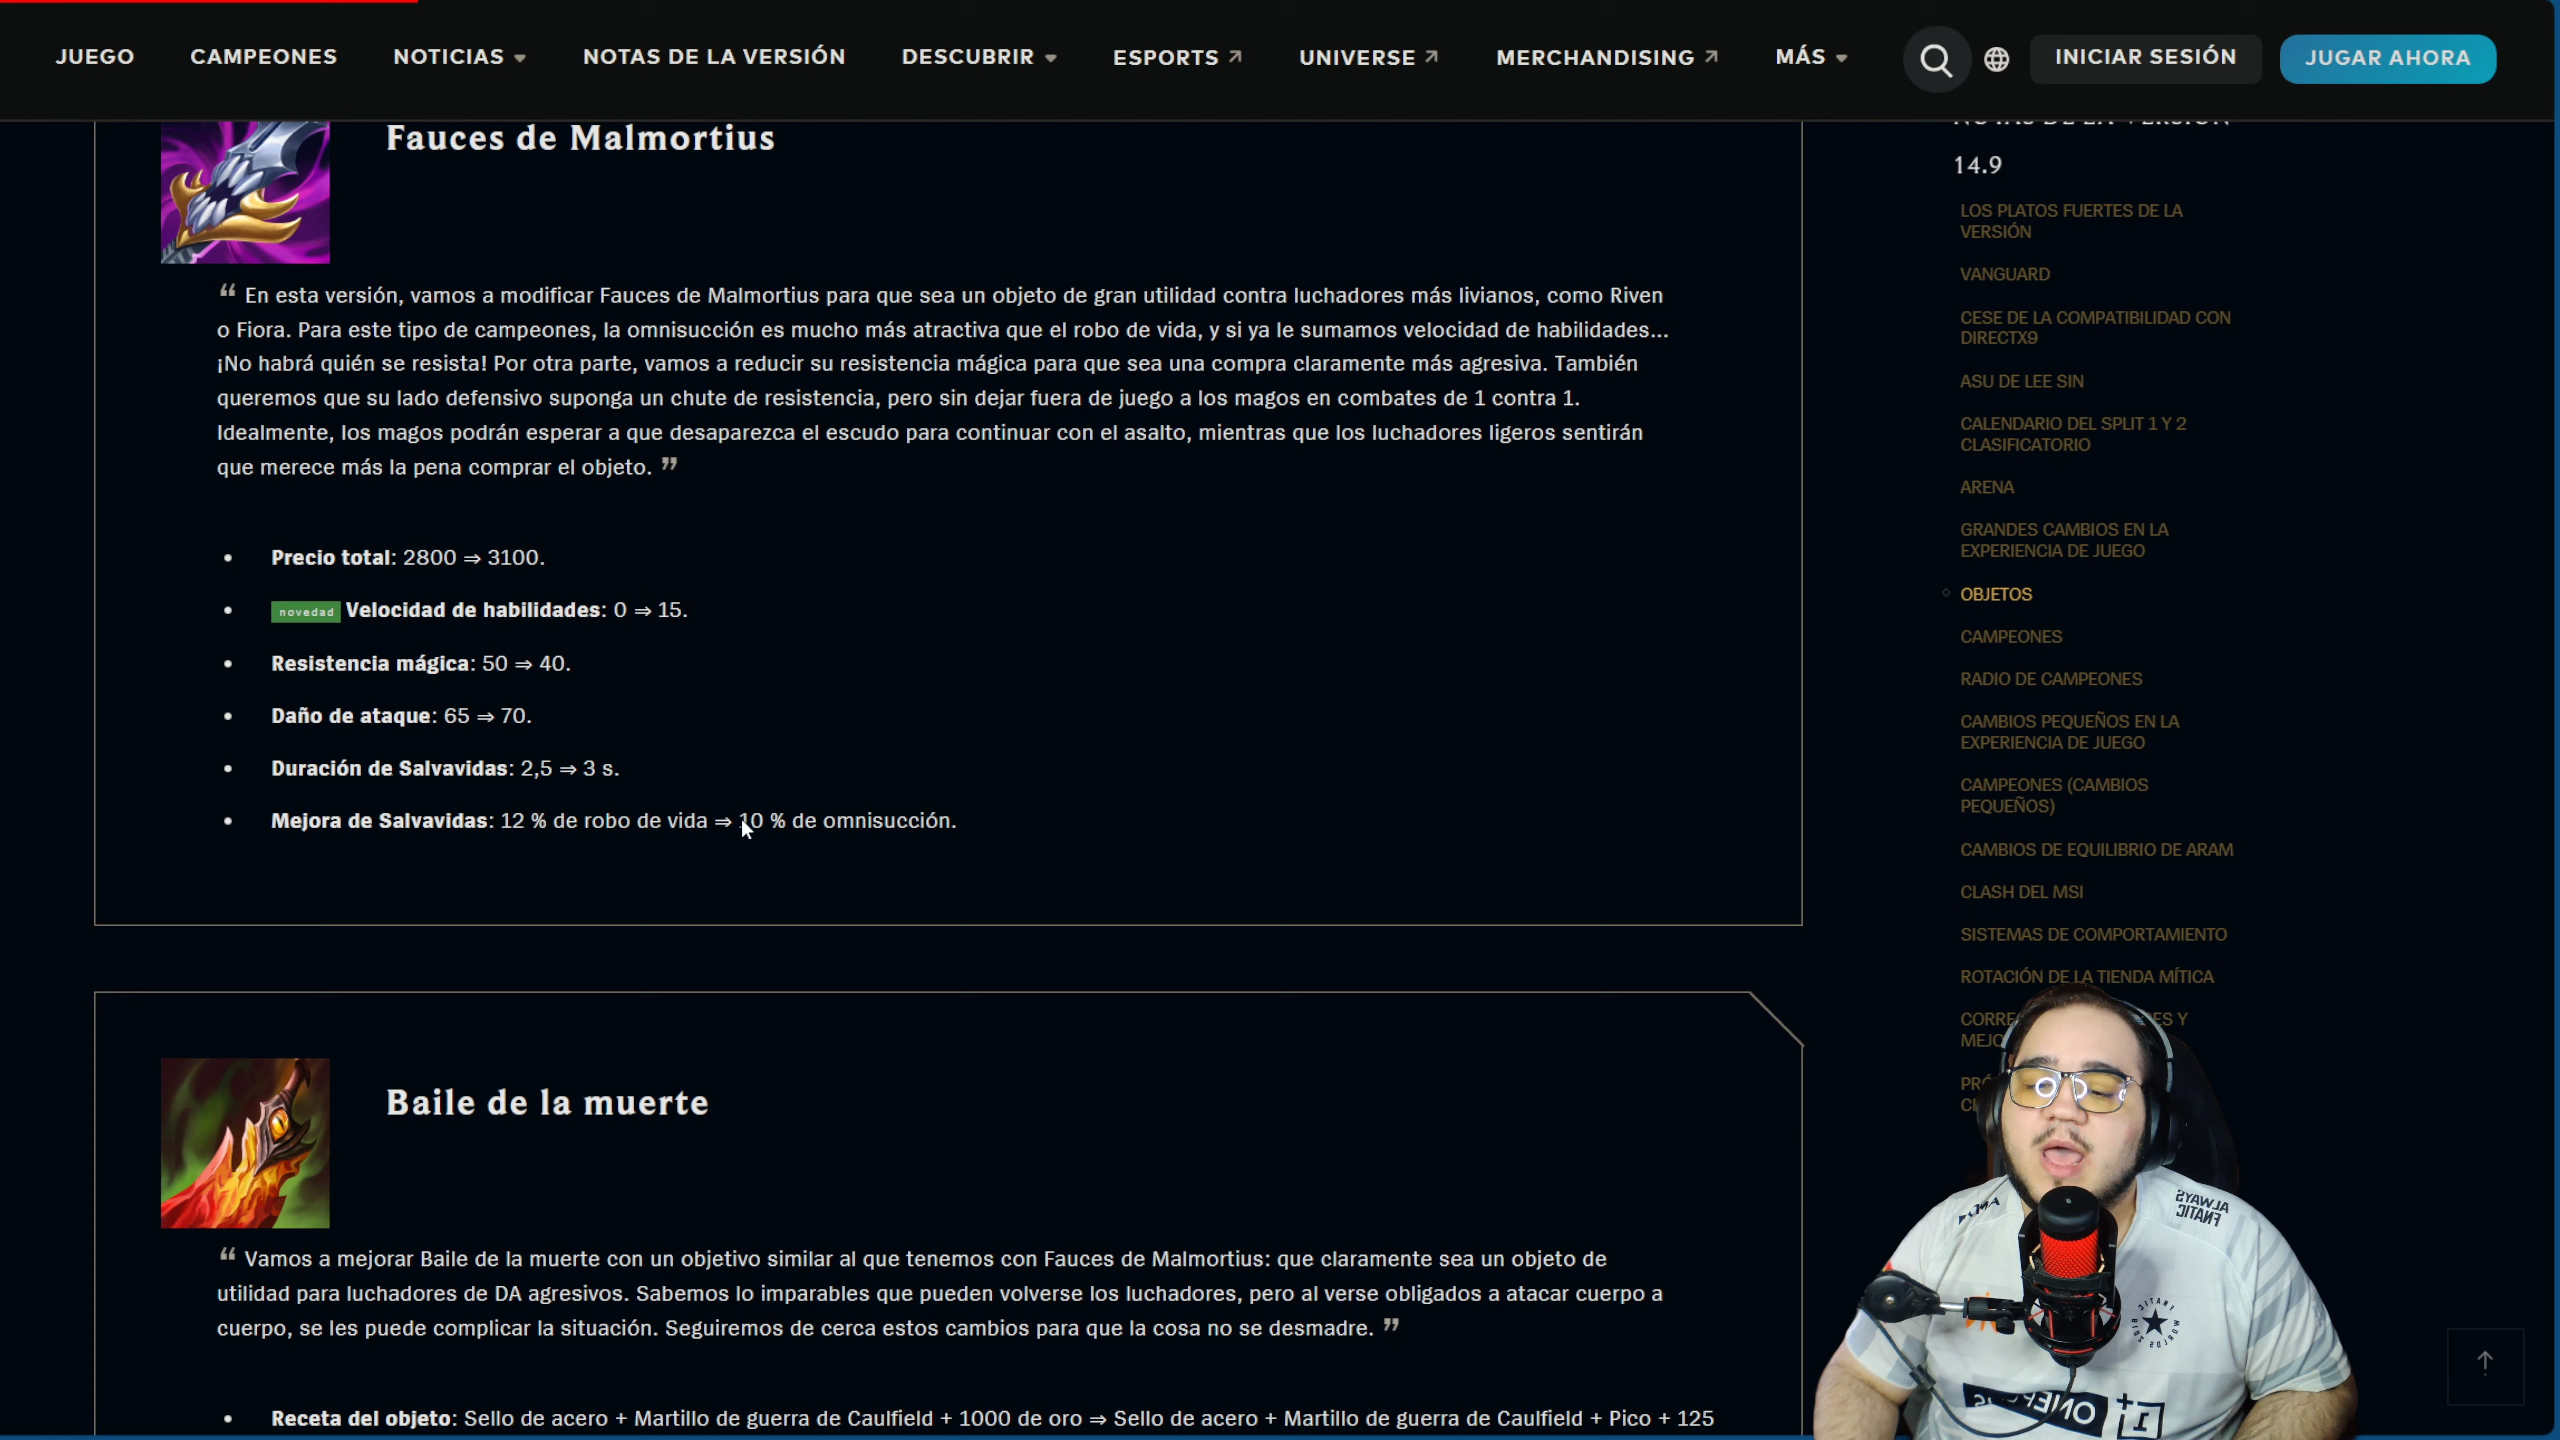 JUEGO CAMPEONES NOTICIAS NOTAS DE LA VERSIÓN DESCUBRIR ESPORTS UNIVERSE MERCHANDISING MÁS INICIAR SESIÓN JUGAR AHORA
Fauces de Malmortius
“ En esta versión, vamos a modificar Fauces de Malmortius para que sea un objeto de gran utilidad contra luchadores más livianos, como Riven
o Fiora. Para este tipo de campeones, la omnisucción es mucho más atractiva que el robo de vida, y si ya le sumamos velocidad de habilidades...
¡No habrá quién se resista! Por otra parte, vamos a reducir su resistencia mágica para que sea una compra claramente más agresiva. También
queremos que su lado defensivo suponga un chute de resistencia, pero sin dejar fuera de juego a los magos en combates de 1 contra 1.
Idealmente, los magos podrán esperar a que desaparezca el escudo para continuar con el asalto, mientras que los luchadores ligeros sentirán
que merece más la pena comprar el objeto. ”
• Precio total: 2800 ⇒ 3100.
• novedad Velocidad de habilidades: 0 ⇒ 15.
• Resistencia mágica: 50 ⇒ 40.
• Daño de ataque: 65 ⇒ 70.
• Duración de Salvavidas: 2,5 ⇒ 3 s.
• Mejora de Salvavidas: 12 % de robo de vida ⇒ 10 % de omnisucción.
Baile de la muerte
“ Vamos a mejorar Baile de la muerte con un objetivo similar al que tenemos con Fauces de Malmortius: que claramente sea un objeto de
utilidad para luchadores de DA agresivos. Sabemos lo imparables que pueden volverse los luchadores, pero al verse obligados a atacar cuerpo a
cuerpo, se les puede complicar la situación. Seguiremos de cerca estos cambios para que la cosa no se desmadre. ”
• Receta del objeto: Sello de acero + Martillo de guerra de Caulfield + 1000 de oro ⇒ Sello de acero + Martillo de guerra de Caulfield + Pico + 125
NOTAS DE LA VERSIÓN
14.9
LOS PLATOS FUERTES DE LA
VERSIÓN
VANGUARD
CESE DE LA COMPATIBILIDAD CON
DIRECTX9
ASU DE LEE SIN
CALENDARIO DEL SPLIT 1 Y 2
CLASIFICATORIO
ARENA
GRANDES CAMBIOS EN LA
EXPERIENCIA DE JUEGO
OBJETOS
CAMPEONES
RADIO DE CAMPEONES
CAMBIOS PEQUEÑOS EN LA
EXPERIENCIA DE JUEGO
CAMPEONES (CAMBIOS
PEQUEÑOS)
CAMBIOS DE EQUILIBRIO DE ARAM
CLASH DEL MSI
SISTEMAS DE COMPORTAMIENTO
ROTACIÓN DE LA TIENDA MÍTICA
ALWAYS
FNATIC